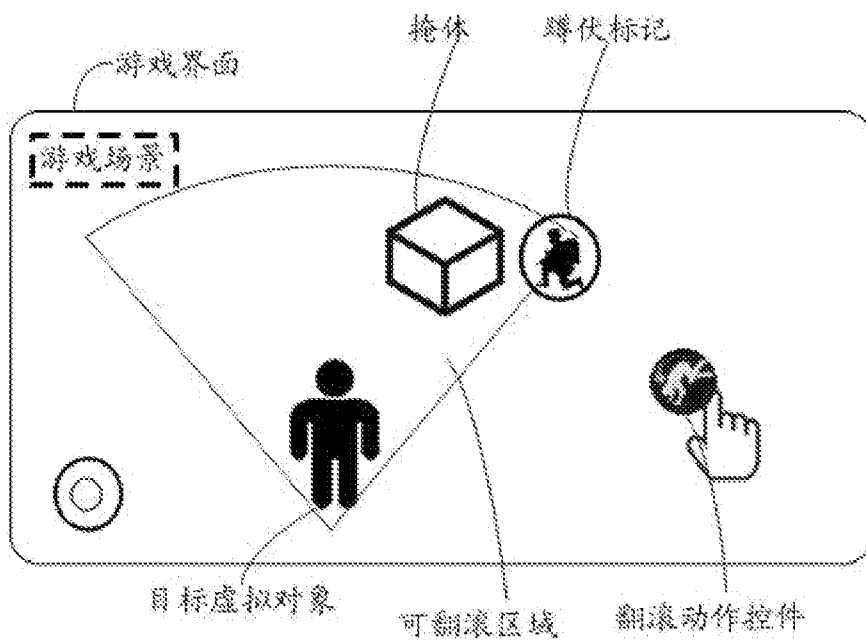 掩体
蹲伏标记
游戏界面
游戏场景
目标虚拟对象
可翻滚区域
翻滚动作控件